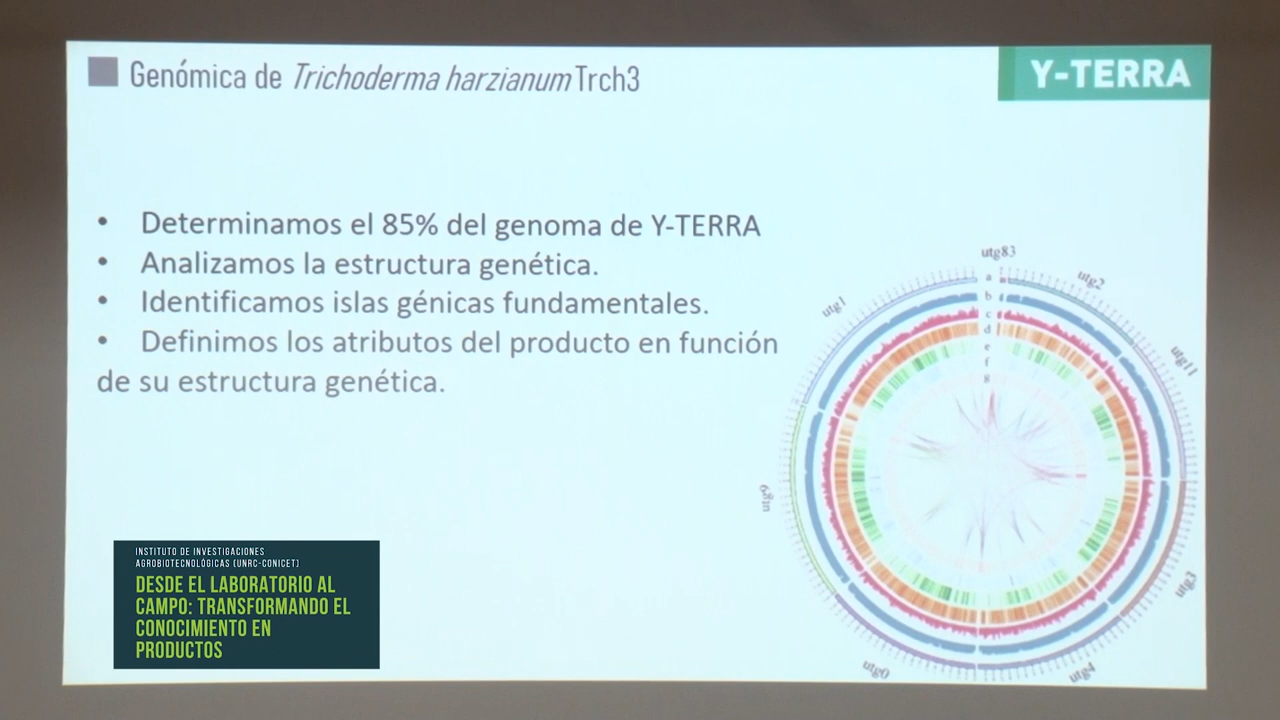 Genómica de Trichoderma harzianum Trch3
Y-TERRA
• Determinamos el 85% del genoma de Y-TERRA
• Analizamos la estructura genética.
• Identificamos islas génicas fundamentales.
• Definimos los atributos del producto en función
de su estructura genética.
utg83
utg2
utg1
utg11
a
b
c
d
e
f
g
utg9
utg3
utg0
utg4
INSTITUTO DE INVESTIGACIONES
AGROBIOTECNOLÓGICAS (UNRC-CONICET)
DESDE EL LABORATORIO AL
CAMPO: TRANSFORMANDO EL
CONOCIMIENTO EN
PRODUCTOS